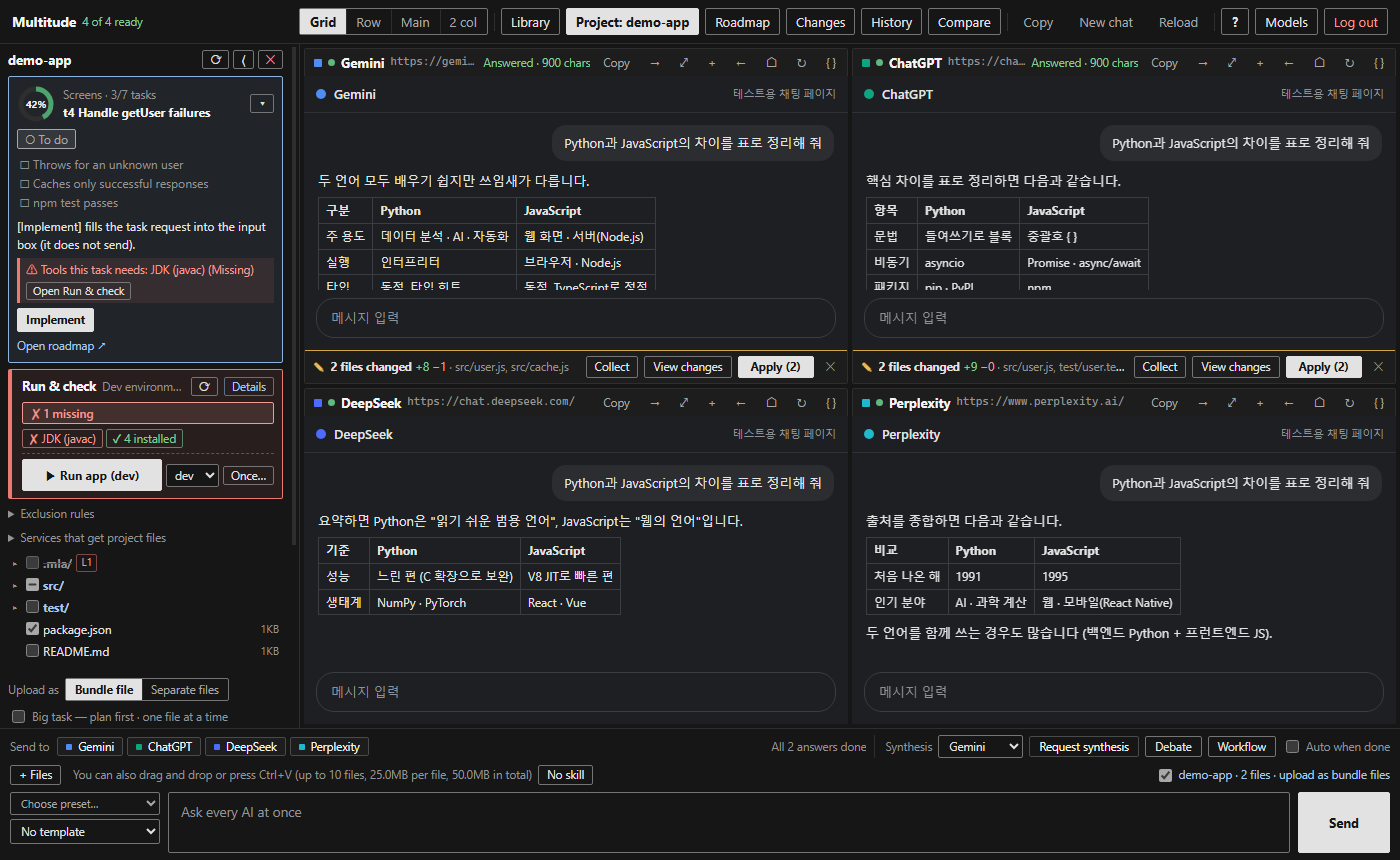 Multitude 4 of 4 ready
Grid Row Main 2 col Library Project: demo-app Roadmap Changes History Compare Copy New chat Reload ? Models Log out
demo-app
42%
Screens · 3/7 tasks
t4 Handle getUser failures
To do
Throws for an unknown user
Caches only successful responses
npm test passes
[Implement] fills the task request into the input
box (it does not send).
⚠ Tools this task needs: JDK (javac) (Missing)
Open Run & check
Implement
Open roadmap ↗
Run & check Dev environm... Details
✗ 1 missing
✗ JDK (javac) ✓ 4 installed
▶ Run app (dev) dev Once...
Exclusion rules
Services that get project files
.mla/ L1
src/
test/
package.json 1KB
README.md 1KB
Upload as Bundle file Separate files
Big task — plan first · one file at a time
Gemini https://gemi... Answered · 900 chars Copy → ⤢ + ← ↻ { }
Gemini 테스트용 채팅 페이지
Python과 JavaScript의 차이를 표로 정리해 줘
두 언어 모두 배우기 쉽지만 쓰임새가 다릅니다.
구분 Python JavaScript
주 용도 데이터 분석 · AI · 자동화 웹 화면 · 서버(Node.js)
실행 인터프리터 브라우저 · Node.js
타입 동적, 타입 힌트 동적, TypeScript로 정적
메시지 입력
2 files changed +8 −1 · src/user.js, src/cache.js Collect View changes Apply (2) ✕
ChatGPT https://cha... Answered · 900 chars Copy → ⤢ + ← ↻ { }
ChatGPT 테스트용 채팅 페이지
Python과 JavaScript의 차이를 표로 정리해 줘
핵심 차이를 표로 정리하면 다음과 같습니다.
항목 Python JavaScript
문법 들여쓰기로 블록 중괄호 { }
비동기 asyncio Promise · async/await
패키지 pip · PyPI npm
메시지 입력
2 files changed +9 −0 · src/user.js, test/user.te... Collect View changes Apply (2) ✕
DeepSeek https://chat.deepseek.com/ Copy → ⤢ + ← ↻ { }
DeepSeek 테스트용 채팅 페이지
Python과 JavaScript의 차이를 표로 정리해 줘
요약하면 Python은 "읽기 쉬운 범용 언어", JavaScript는 "웹의 언어"입니다.
기준 Python JavaScript
성능 느린 편 (C 확장으로 보완) V8 JIT로 빠른 편
생태계 NumPy · PyTorch React · Vue
메시지 입력
Perplexity https://www.perplexity.ai/ Copy → ⤢ + ← ↻ { }
Perplexity 테스트용 채팅 페이지
Python과 JavaScript의 차이를 표로 정리해 줘
출처를 종합하면 다음과 같습니다.
비교 Python JavaScript
처음 나온 해 1991 1995
인기 분야 AI · 과학 계산 웹 · 모바일(React Native)
두 언어를 함께 쓰는 경우도 많습니다 (백엔드 Python + 프런트엔드 JS).
메시지 입력
Send to Gemini ChatGPT DeepSeek Perplexity All 2 answers done Synthesis Gemini Request synthesis Debate Workflow Auto when done
+ Files You can also drag and drop or press Ctrl+V (up to 10 files, 25.0MB per file, 50.0MB in total) No skill demo-app · 2 files · upload as bundle files
Choose preset...
No template
Ask every AI at once
Send